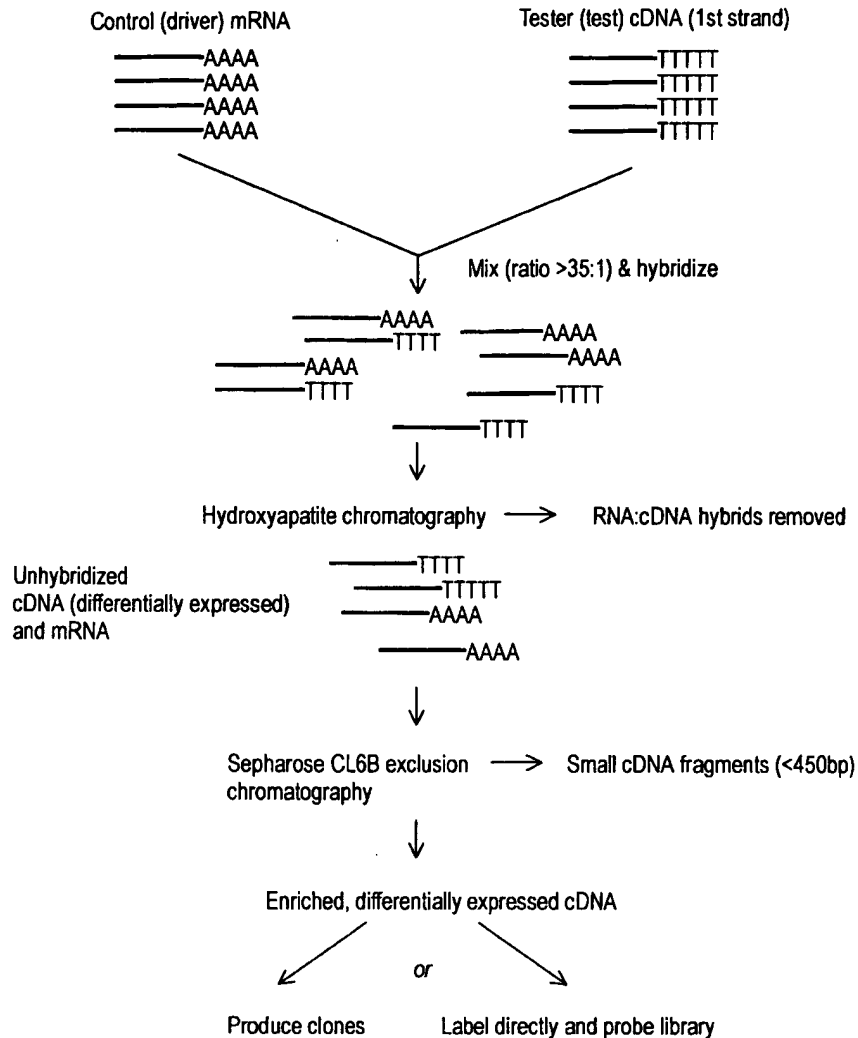 Control (driver) mRNA
Tester (test) cDNA (1st strand)
AAAA
AAAA
AAAA
AAAA
TTTTT
TTTTT
TTTTT
TTTTT
Mix (ratio >35:1) & hybridize
AAAA
TTTT
AAAA
AAAA
AAAA
TTTT
TTTT
TTTT
Hydroxyapatite chromatography
RNA:cDNA hybrids removed
Unhybridized
cDNA (differentially expressed)
and mRNA
TTTT
TTTTT
AAAA
AAAA
Sepharose CL6B exclusion
chromatography
Small cDNA fragments (<450bp)
Enriched, differentially expressed cDNA
or
Produce clones
Label directly and probe library